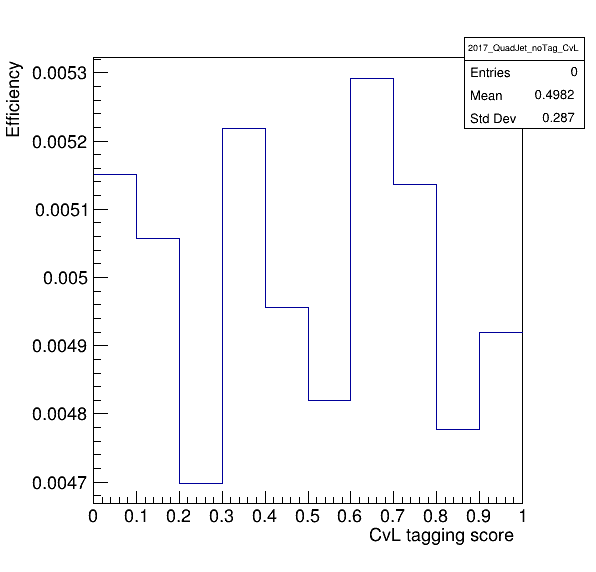 2017_QuadJet_noTag_CvL
Entries 0
Mean 0.4982
Std Dev 0.287
Efficiency
0.0053
0.0052
0.0051
0.005
0.0049
0.0048
0.0047
0 0.1 0.2 0.3 0.4 0.5 0.6 0.7 0.8 0.9 1
CvL tagging score